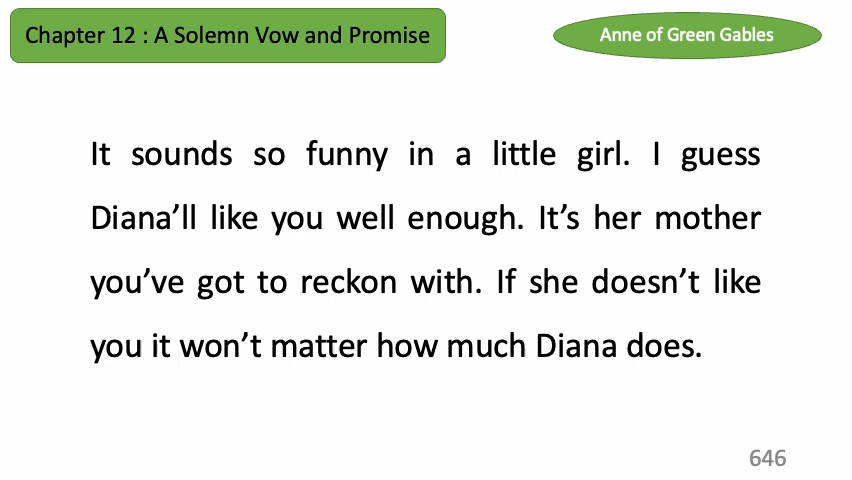 Chapter 12 : A Solemn Vow and Promise
Anne of Green Gables
It sounds so funny in a little girl. I guess
Diana’ll like you well enough. It’s her mother
you’ve got to reckon with. If she doesn’t like
you it won’t matter how much Diana does.
646